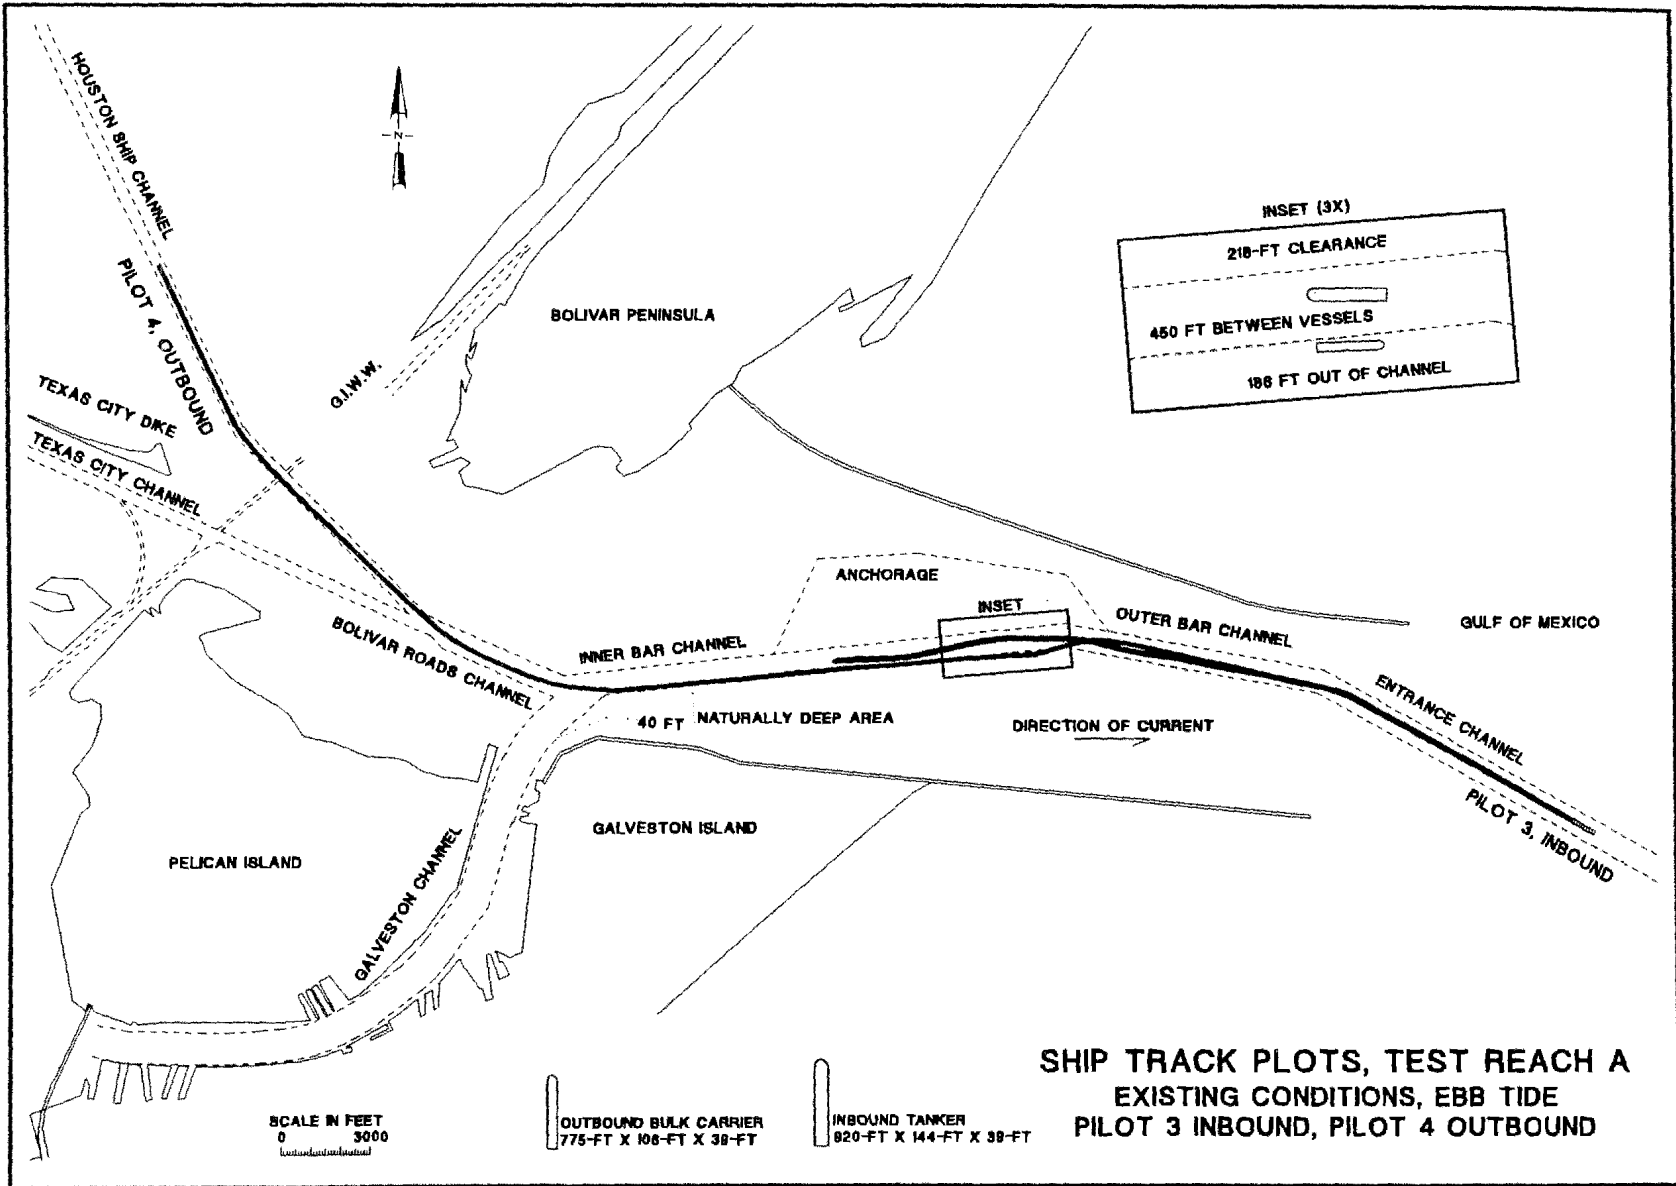 HOUSTON SHIP CHANNEL
N
INSET (3X)
218-FT CLEARANCE
450 FT BETWEEN VESSELS
186 FT OUT OF CHANNEL
PILOT 4, OUTBOUND
BOLIVAR PENINSULA
G.I.W.W.
TEXAS CITY DIKE
TEXAS CITY CHANNEL
ANCHORAGE
INSET
OUTER BAR CHANNEL
GULF OF MEXICO
BOLIVAR ROADS CHANNEL
INNER BAR CHANNEL
ENTRANCE CHANNEL
40 FT
NATURALLY DEEP AREA
DIRECTION OF CURRENT
PILOT 3, INBOUND
GALVESTON ISLAND
PELICAN ISLAND
GALVESTON CHANNEL
SHIP TRACK PLOTS, TEST REACH A
EXISTING CONDITIONS, EBB TIDE
PILOT 3 INBOUND, PILOT 4 OUTBOUND
SCALE IN FEET
0 3000
OUTBOUND BULK CARRIER
775-FT X 106-FT X 39-FT
INBOUND TANKER
920-FT X 144-FT X 39-FT